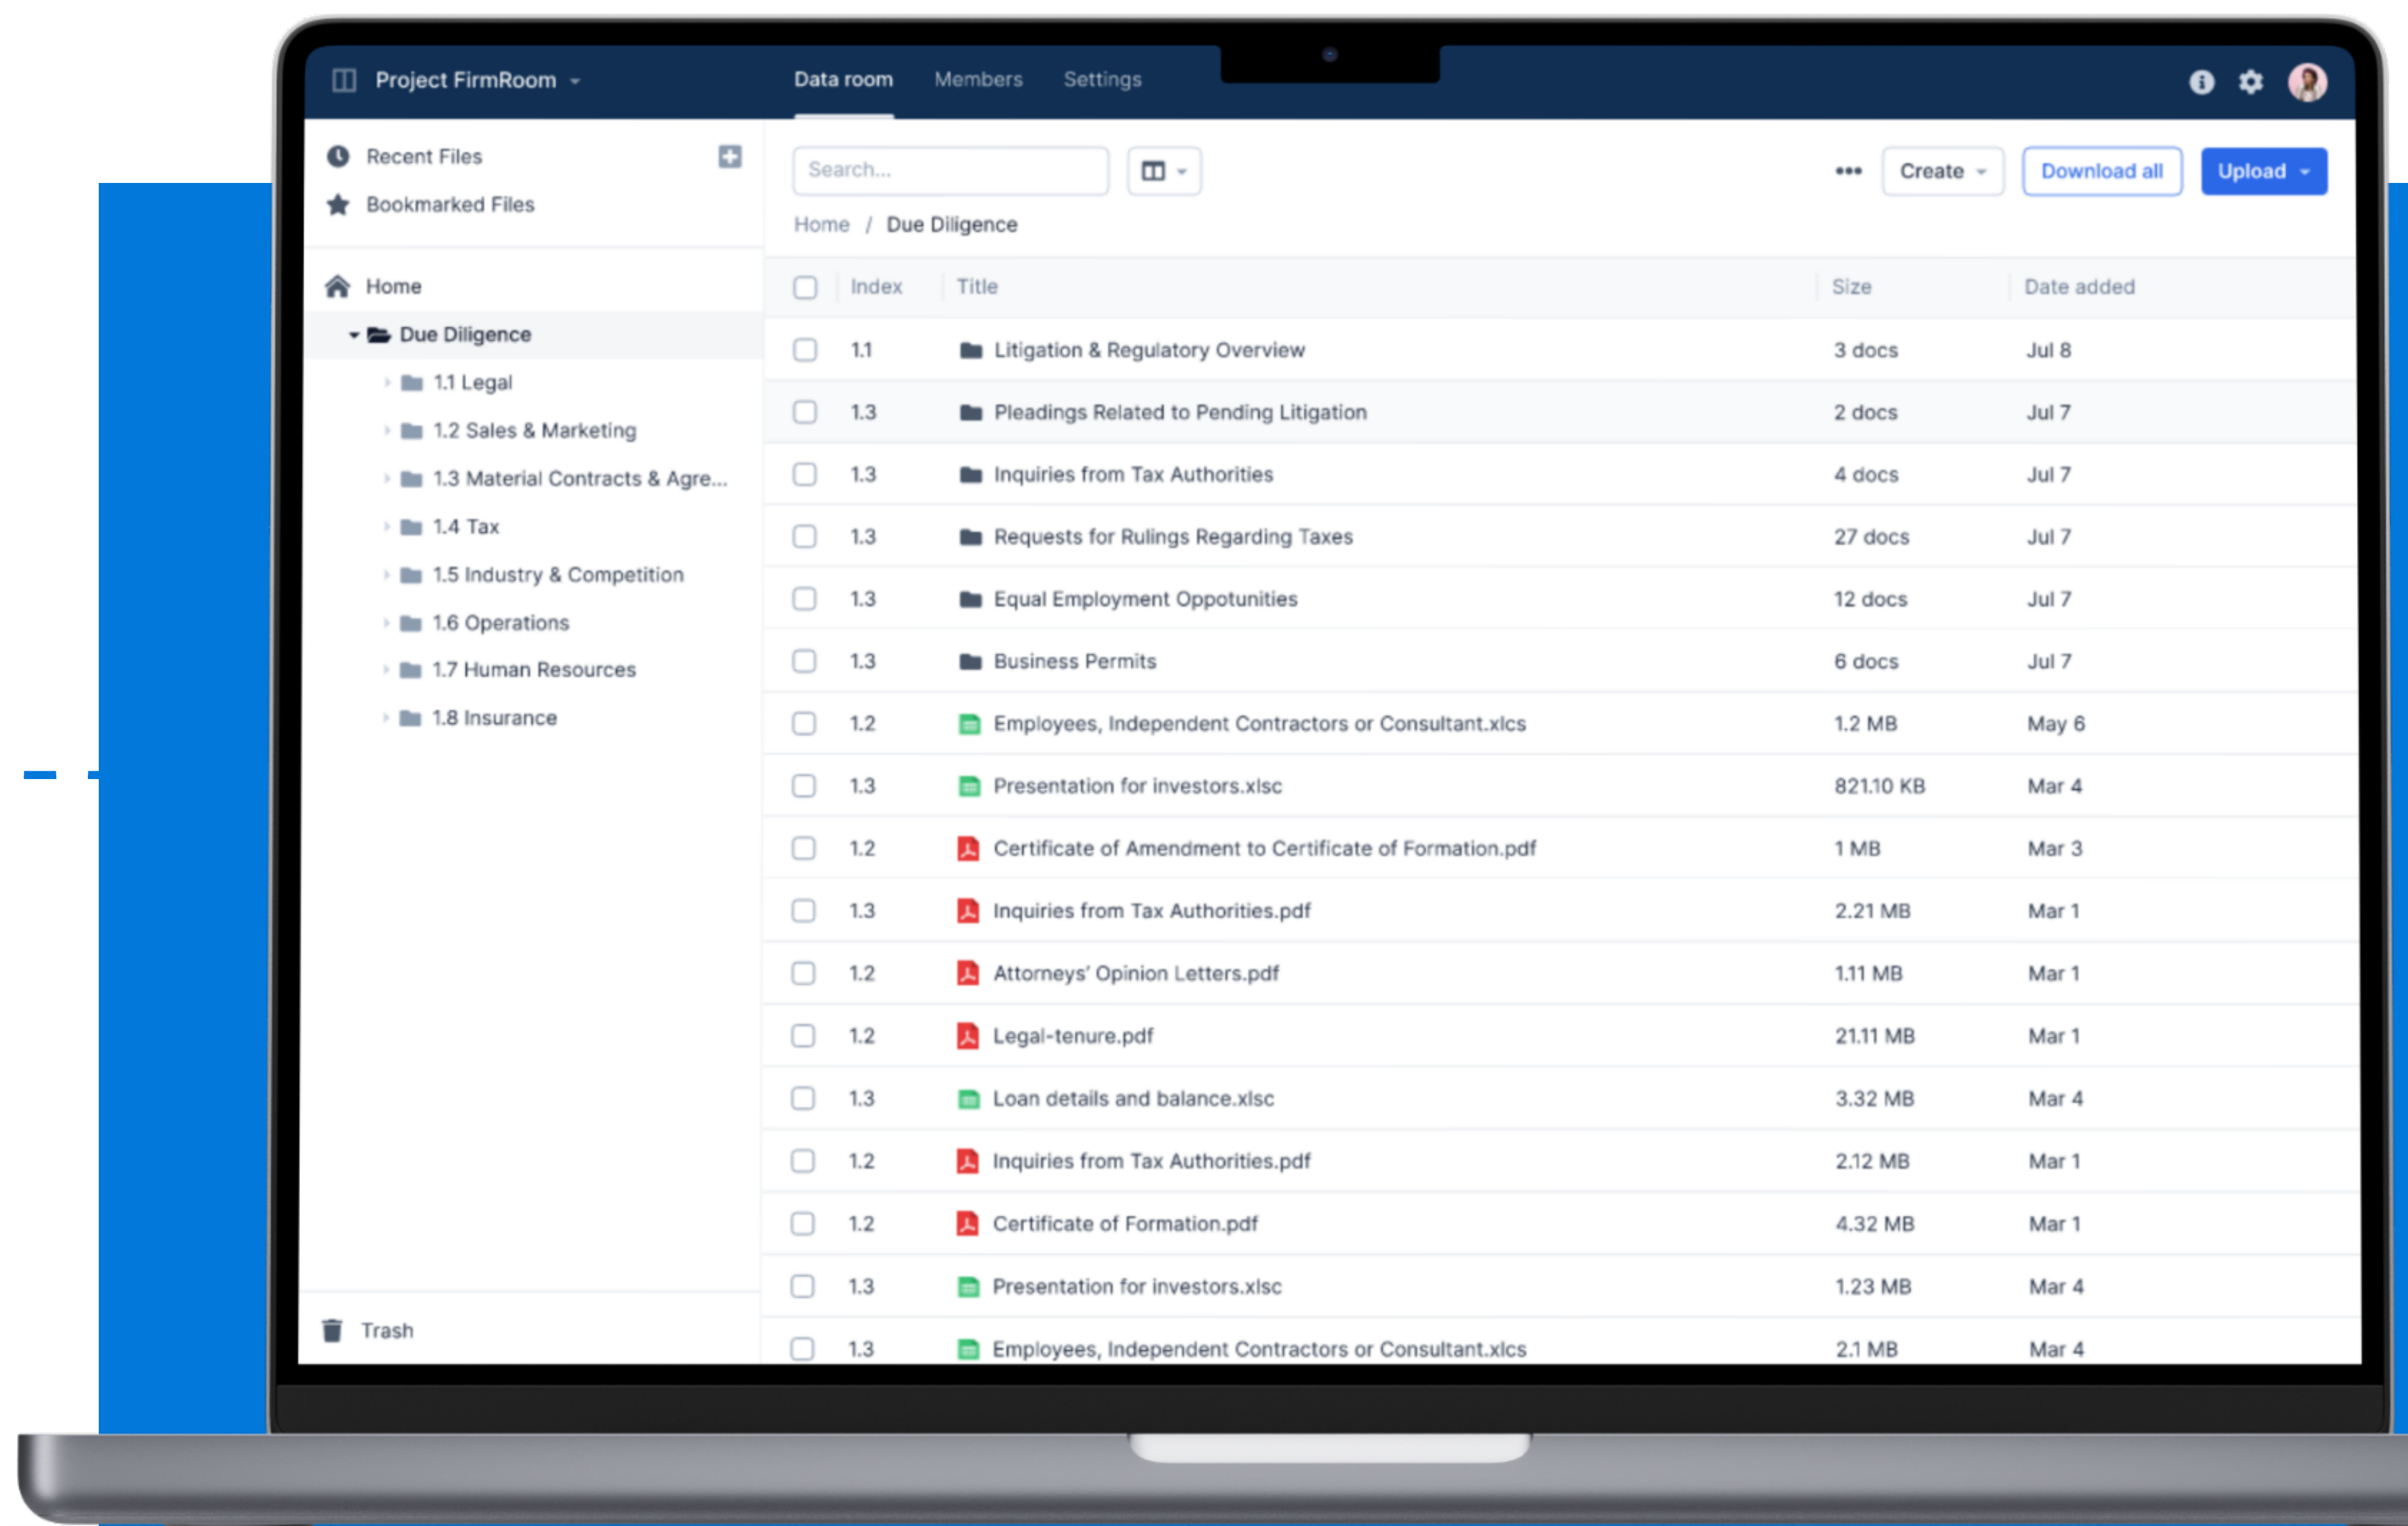 Project FirmRoom
Data room Members Settings
Recent Files
Bookmarked Files
Home
Due Diligence
1.1 Legal
1.2 Sales & Marketing
1.3 Material Contracts & Agre...
1.4 Tax
1.5 Industry & Competition
1.6 Operations
1.7 Human Resources
1.8 Insurance
Trash
Search... Create Download all Upload
Home / Due Diligence
Index Title Size Date added
1.1 Litigation & Regulatory Overview 3 docs Jul 8
1.3 Pleadings Related to Pending Litigation 2 docs Jul 7
1.3 Inquiries from Tax Authorities 4 docs Jul 7
1.3 Requests for Rulings Regarding Taxes 27 docs Jul 7
1.3 Equal Employment Oppotunities 12 docs Jul 7
1.3 Business Permits 6 docs Jul 7
1.2 Employees, Independent Contractors or Consultant.xlcs 1.2 MB May 6
1.3 Presentation for investors.xlsc 821.10 KB Mar 4
1.2 Certificate of Amendment to Certificate of Formation.pdf 1 MB Mar 3
1.3 Inquiries from Tax Authorities.pdf 2.21 MB Mar 1
1.2 Attorneys’ Opinion Letters.pdf 1.11 MB Mar 1
1.2 Legal-tenure.pdf 21.11 MB Mar 1
1.3 Loan details and balance.xlsc 3.32 MB Mar 4
1.2 Inquiries from Tax Authorities.pdf 2.12 MB Mar 1
1.2 Certificate of Formation.pdf 4.32 MB Mar 1
1.3 Presentation for investors.xlsc 1.23 MB Mar 4
1.3 Employees, Independent Contractors or Consultant.xlcs 2.1 MB Mar 4